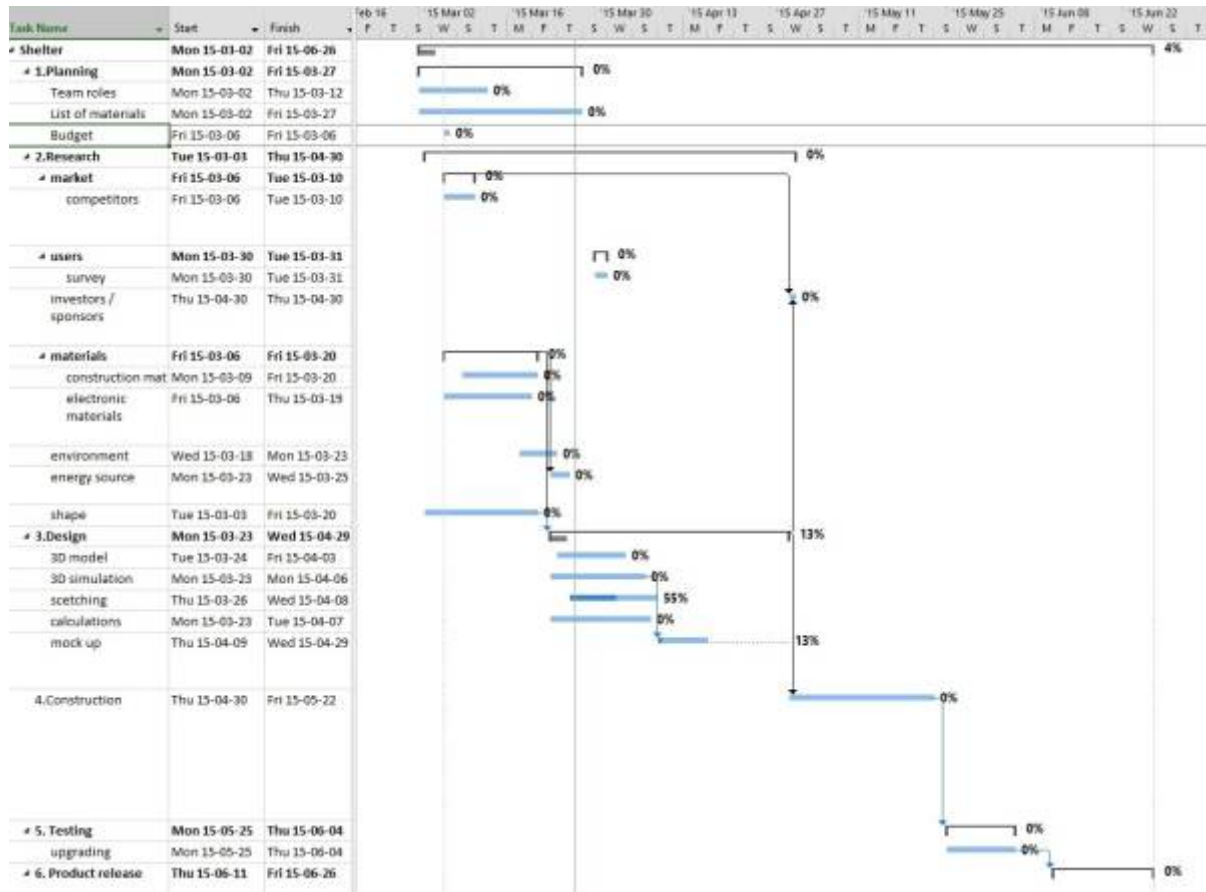 Feb 16 '15 Mar 02 '15 Mar 16 '15 Mar 30 '15 Apr 13 '15 Apr 27 '15 May 11 '15 May 25 '15 Jun 08 '15 Jun 22
Task Name Start Finish F T S W S T M F T S W S T M F T S W S T M F T S W S T M F T S W S T
Shelter Mon 15-03-02 Fri 15-06-26 4%
1.Planning Mon 15-03-02 Fri 15-03-27 0%
Team roles Mon 15-03-02 Thu 15-03-12 0%
List of materials Mon 15-03-02 Fri 15-03-27 0%
Budget Fri 15-03-06 Fri 15-03-06 0%
2.Research Tue 15-03-03 Thu 15-04-30 0%
market Fri 15-03-06 Tue 15-03-10 0%
competitors Fri 15-03-06 Tue 15-03-10 0%
users Mon 15-03-30 Tue 15-03-31 0%
survey Mon 15-03-30 Tue 15-03-31 0%
investors / Thu 15-04-30 Thu 15-04-30 0%
sponsors
materials Fri 15-03-06 Fri 15-03-20 0%
construction mat Mon 15-03-09 Fri 15-03-20 0%
electronic Fri 15-03-06 Thu 15-03-19 0%
materials
environment Wed 15-03-18 Mon 15-03-23 0%
energy source Mon 15-03-23 Wed 15-03-25 0%
shape Tue 15-03-03 Fri 15-03-20 0%
3.Design Mon 15-03-23 Wed 15-04-29 13%
3D model Tue 15-03-24 Fri 15-04-03 0%
3D simulation Mon 15-03-23 Mon 15-04-06 0%
scetching Thu 15-03-26 Wed 15-04-08 55%
calculations Mon 15-03-23 Tue 15-04-07 0%
mock up Thu 15-04-09 Wed 15-04-29 13%
4.Construction Thu 15-04-30 Fri 15-05-22 0%
5. Testing Mon 15-05-25 Thu 15-06-04 0%
upgrading Mon 15-05-25 Thu 15-06-04 0%
6. Product release Thu 15-06-11 Fri 15-06-26 0%